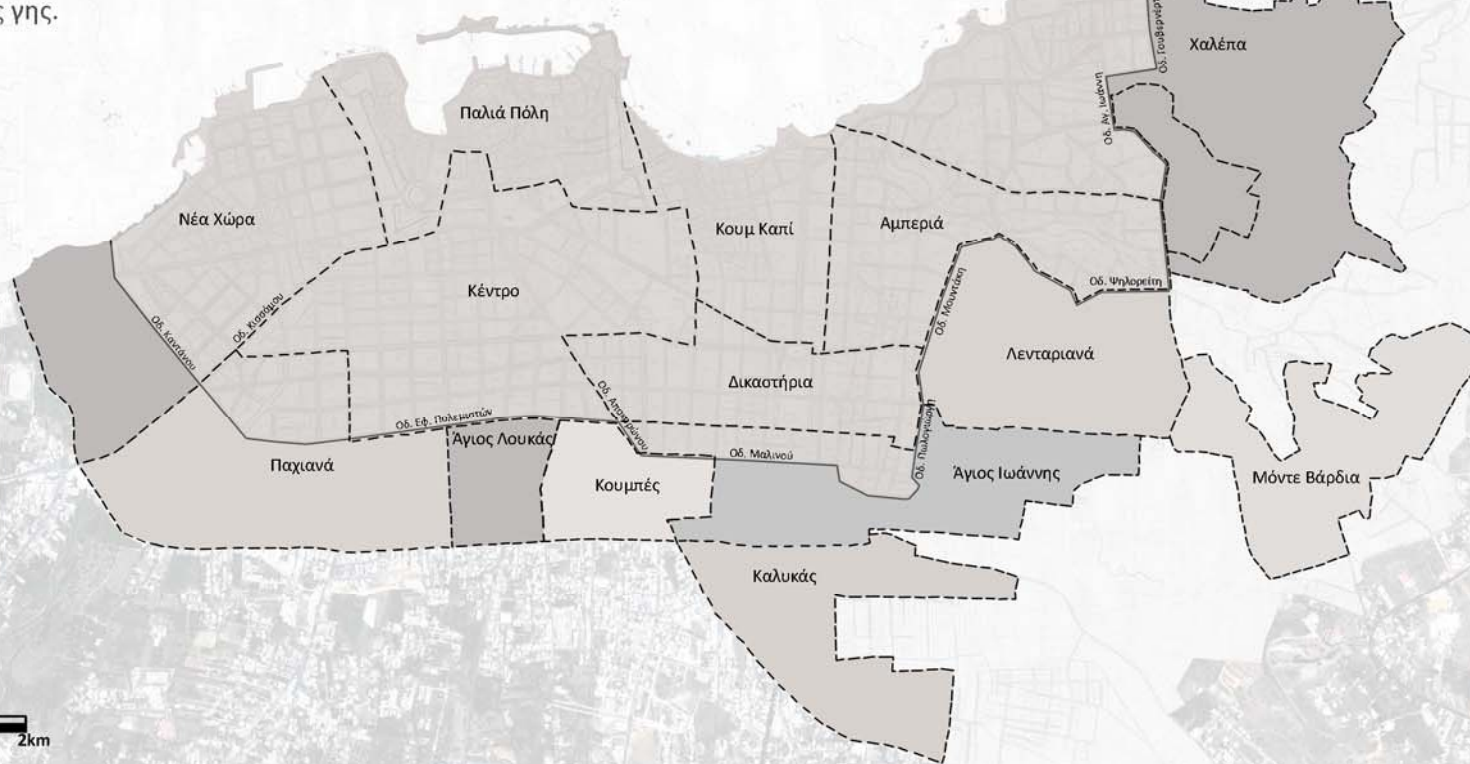 ς γης.
Οδ. Γουβερνέτ
Χαλέπα
Οδ. Αγ. Ιωάννη
Παλιά Πόλη
Νέα Χώρα
Κουμ Καπί
Αμπεριά
Κέντρο
Οδ. Ψηλορείτη
Οδ. Μουντάκη
Οδ. Κισσάμου
Οδ. Καντάνου
Λενταριανά
Δικαστήρια
Οδ. Εφ. Πολεμιστών
Άγιος Λουκάς
Οδ. Μαλινού
Παχιανά
Κουμπές
Άγιος Ιωάννης
Μόντε Βάρδια
Καλυκάς
2km